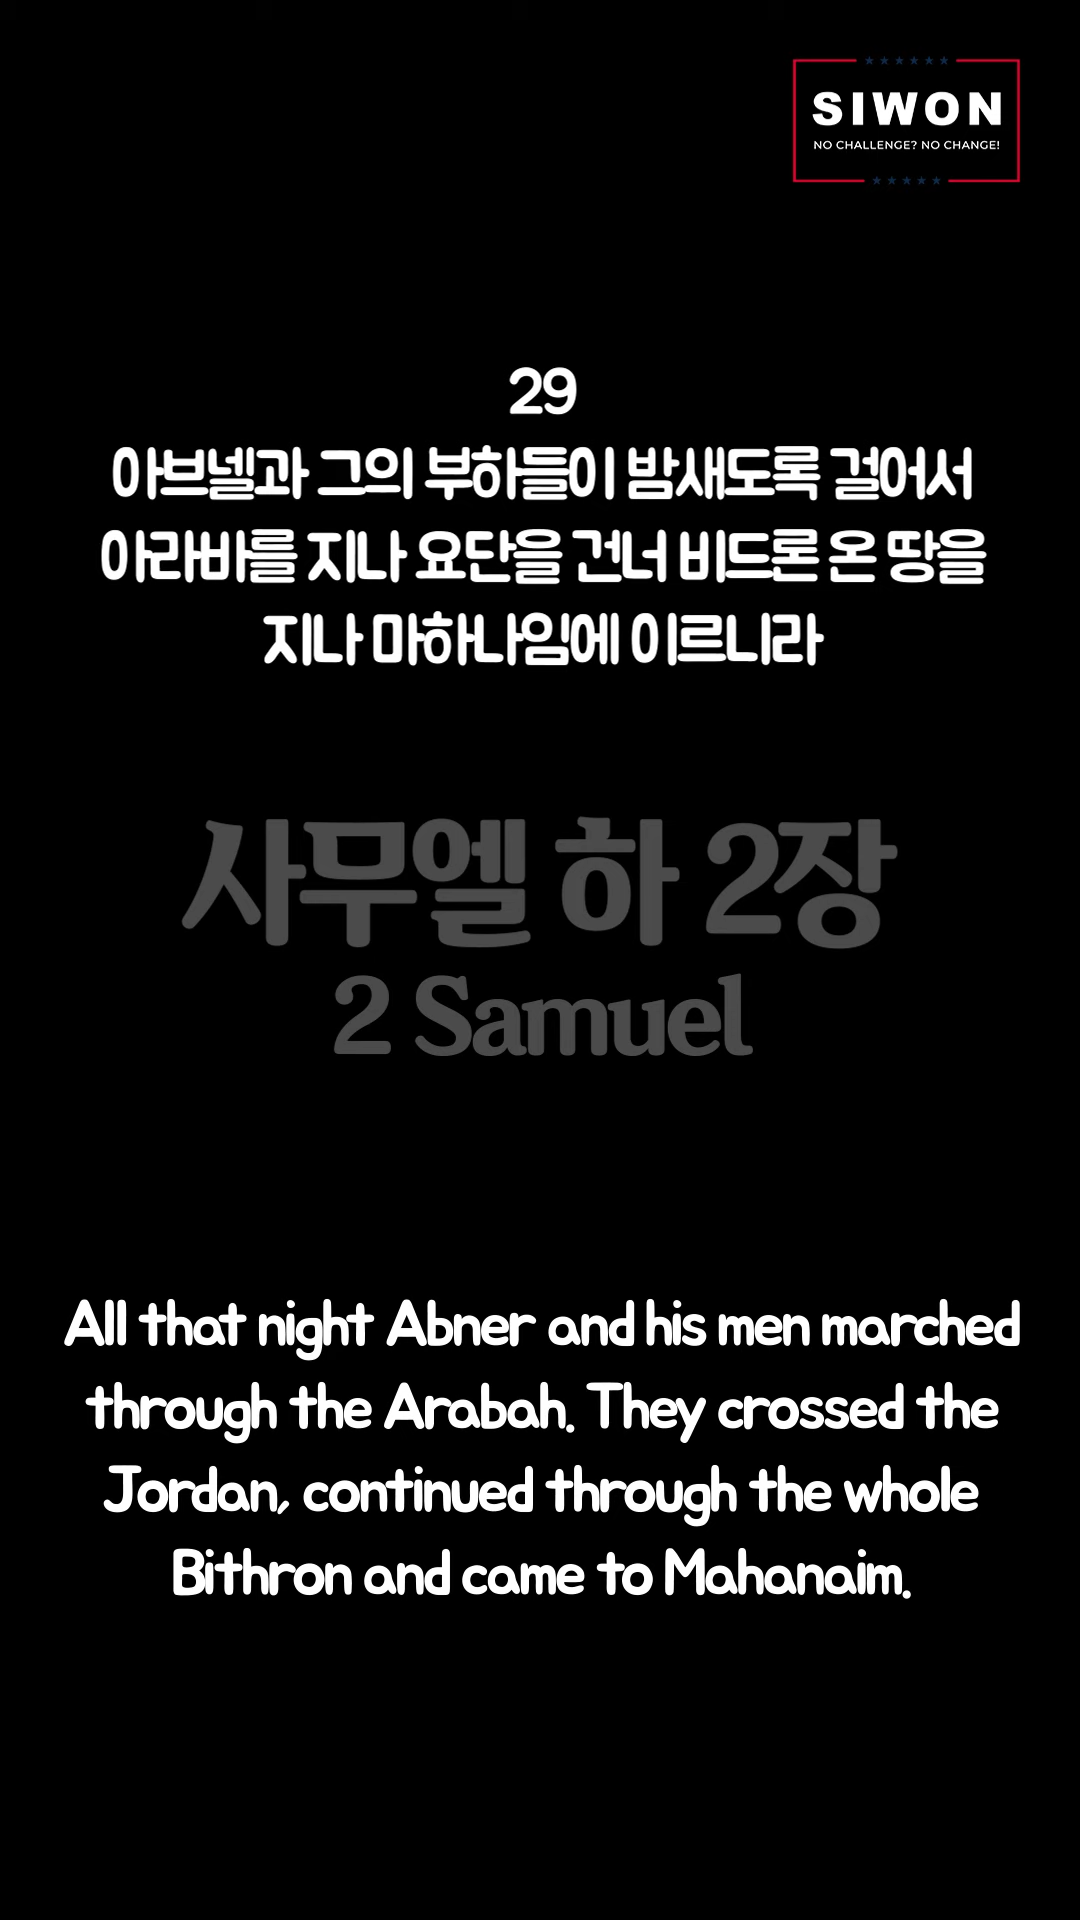 SIWON
NO CHALLENGE? NO CHANGE!
29
아브넬과 그의 부하들이 밤새도록 걸어서
아라바를 지나 요단을 건너 비드론 온 땅을
지나 마하나임에 이르니라
사무엘 하 2장
2 Samuel
All that night Abner and his men marched
through the Arabah. They crossed the
Jordan, continued through the whole
Bithron and came to Mahanaim.